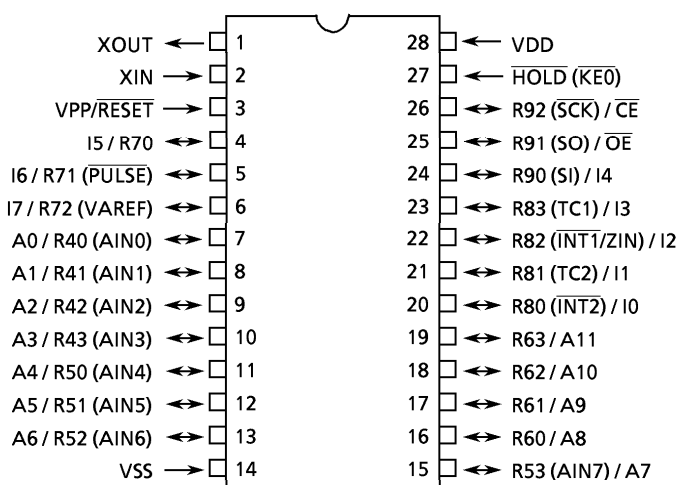 XOUT 1 28 VDD
XIN 2 27 HOLD (KE0)
VPP/RESET 3 26 R92 (SCK) / CE
I5 / R70 4 25 R91 (SO) / OE
I6 / R71 (PULSE) 5 24 R90 (SI) / I4
I7 / R72 (VAREF) 6 23 R83 (TC1) / I3
A0 / R40 (AIN0) 7 22 R82 (INT1/ZIN) / I2
A1 / R41 (AIN1) 8 21 R81 (TC2) / I1
A2 / R42 (AIN2) 9 20 R80 (INT2) / I0
A3 / R43 (AIN3) 10 19 R63 / A11
A4 / R50 (AIN4) 11 18 R62 / A10
A5 / R51 (AIN5) 12 17 R61 / A9
A6 / R52 (AIN6) 13 16 R60 / A8
VSS 14 15 R53 (AIN7) / A7